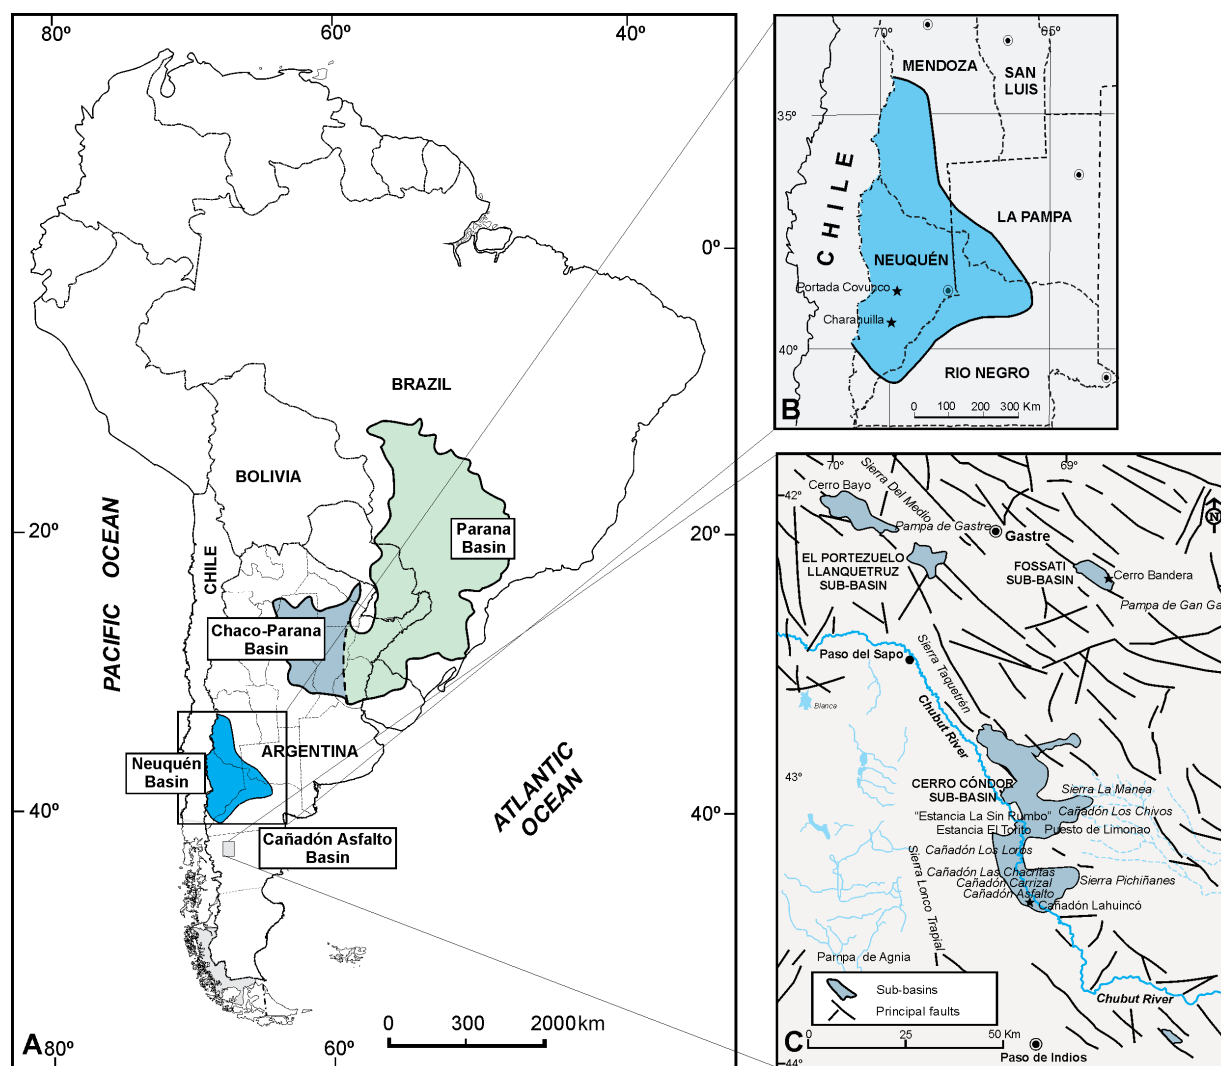 80º
60º
40º
0º
BRAZIL
BOLIVIA
PACIFIC OCEAN
CHILE
Parana
Basin
20º
20º
Chaco-Parana
Basin
ARGENTINA
Neuquén
Basin
ATLANTIC
OCEAN
40º
40º
Cañadón Asfalto
Basin
0
300
2000km
A
80º
60º
70º
65º
MENDOZA
SAN
LUIS
35º
CHILE
LA PAMPA
NEUQUÉN
Portada Covunco
Charahuilla
40º
RIO NEGRO
B
0
100
200
300 Km
70º
69º
42º
Cerro Bayo
Sierra Del Medio
Pampa de Gastre
Gastre
N
EL PORTEZUELO
LLANQUETRUZ
SUB-BASIN
FOSSATI
SUB-BASIN
Cerro Bandera
Pampa de Gan Ga
Paso del Sapo
Sierra Taquetrén
Blanca
Chubut River
43º
CERRO CÓNDOR
SUB-BASIN
Sierra La Manea
"Estancia La Sin Rumbo"
Cañadón Los Chivos
Estancia El Torito
Puesto de Limonao
Cañadón Los Loros
Cañadón Las Chacritas
Cañadón Carrizal
Cañadón Asfalto
Sierra Pichiñanes
Cañadón Lahuincó
Sierra Lonco Trapial
Pampa de Agnia
Sub-basins
Principal faults
Chubut River
C
0
25
50 Km
Paso de Indios
44º